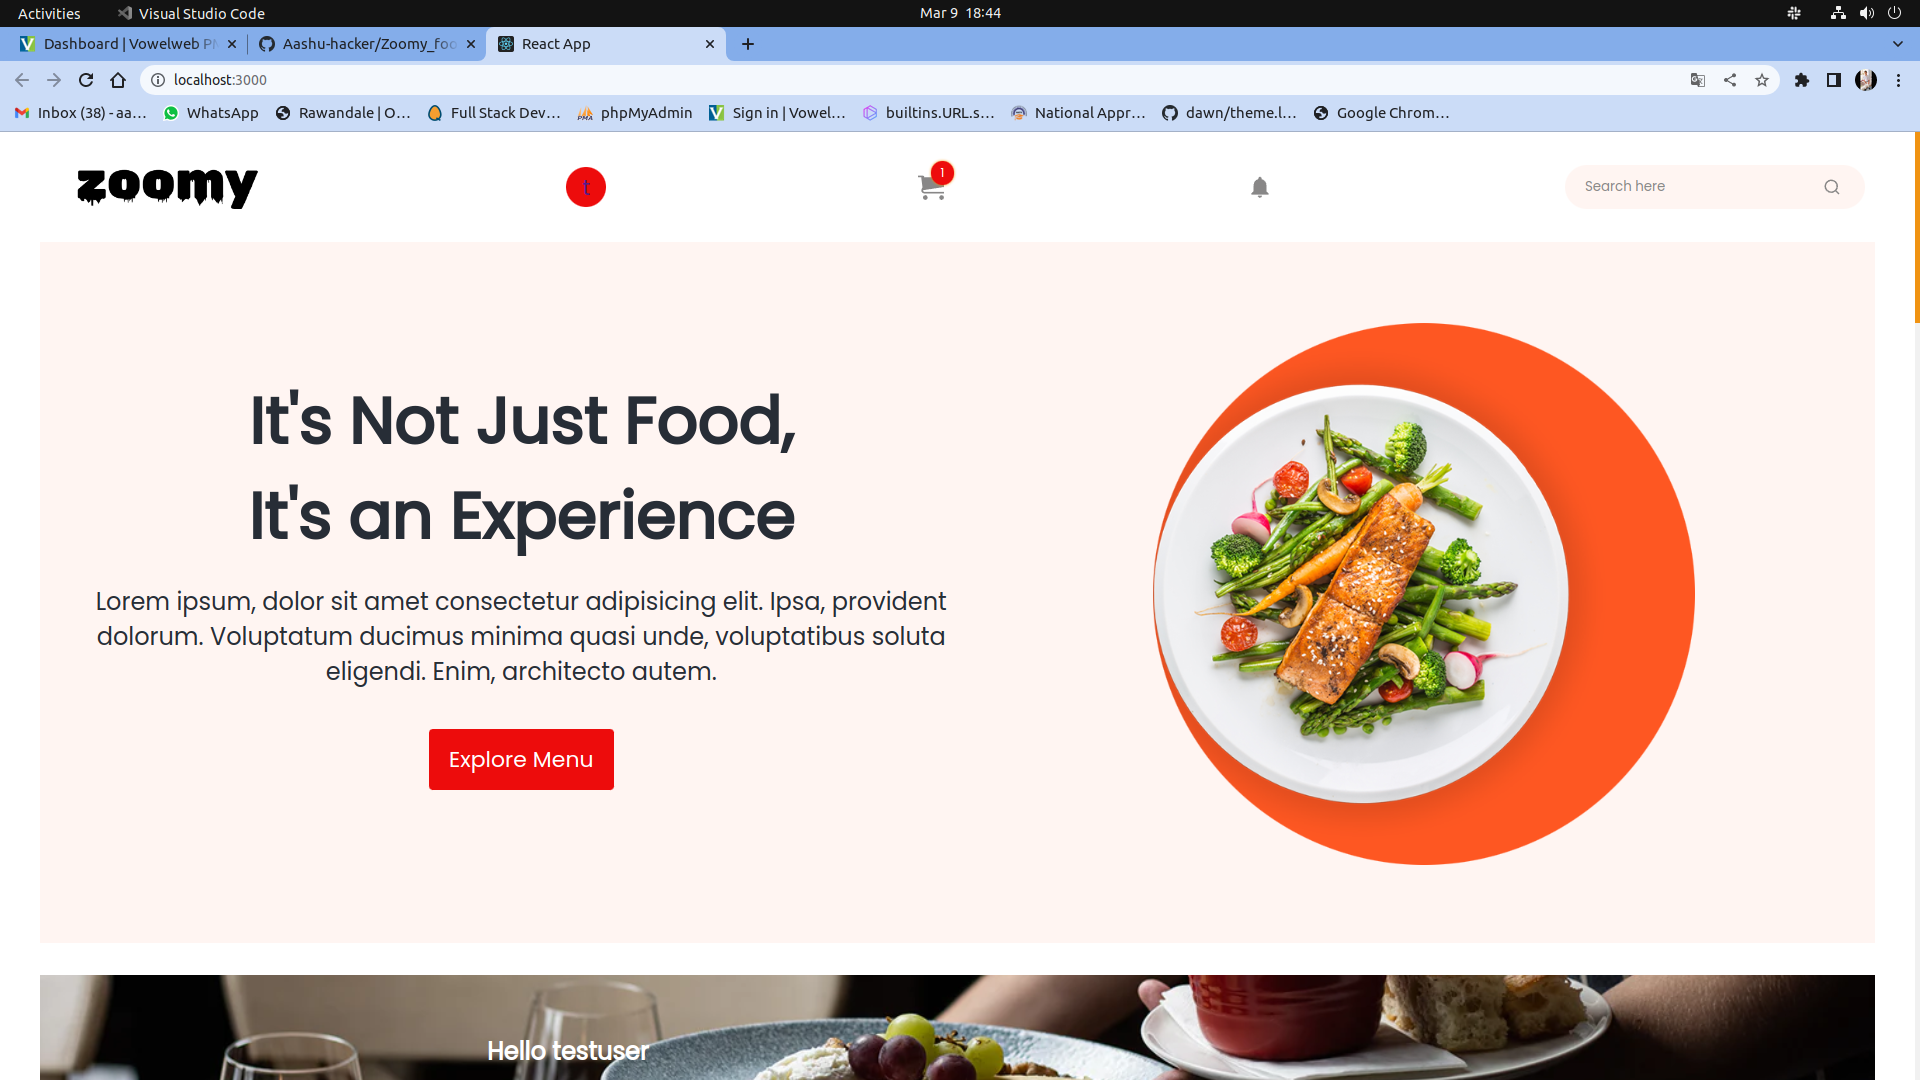 Activities
Visual Studio Code
Mar 9 18:44
Dashboard | Vowelweb
Aashu-hacker/Zoomy_foo
React App
localhost:3000
Inbox (38) - aa...
WhatsApp
Rawandale | O...
Full Stack Dev...
phpMyAdmin
Sign in | Vowel...
builtins.URL.s...
National Appr...
dawn/theme.l...
Google Chrom...
zoomy
t
1
Search here
It's Not Just Food,
It's an Experience
Lorem ipsum, dolor sit amet consectetur adipisicing elit. Ipsa, provident
dolorum. Voluptatum ducimus minima quasi unde, voluptatibus soluta
eligendi. Enim, architecto autem.
Explore Menu
Hello testuser